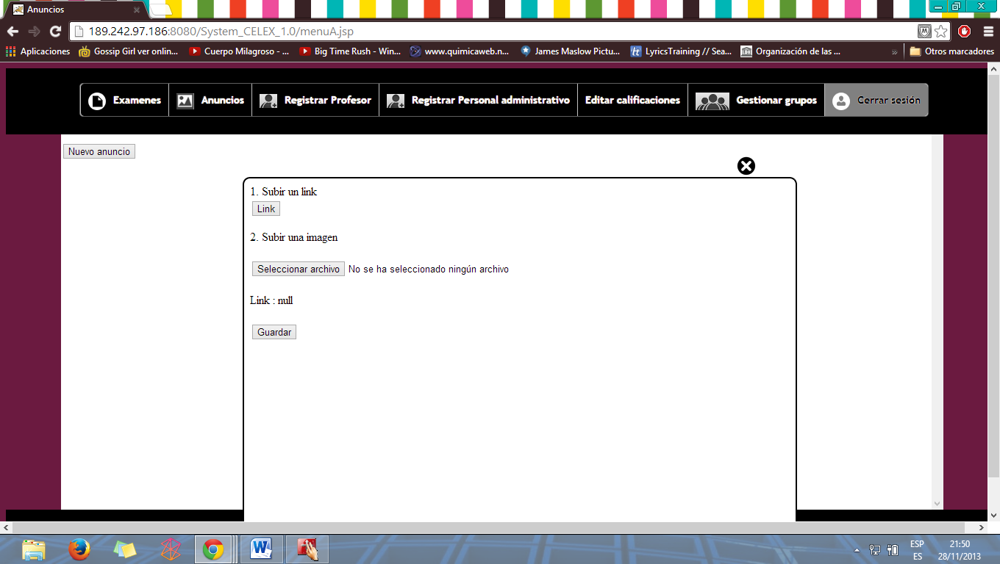 Anuncios
189.242.97.186:8080/System_CELEX_1.0/menuA.jsp
Aplicaciones Gossip Girl ver onlin... Cuerpo Milagroso - ... Big Time Rush - Win... www.quimicaweb.n... James Maslow Pictu... LyricsTraining // Sea... Organización de las ... » Otros marcadores
Examenes Anuncios Registrar Profesor Registrar Personal administrativo Editar calificaciones Gestionar grupos Cerrar sesión
Nuevo anuncio
1. Subir un link
Link
2. Subir una imagen
Seleccionar archivo No se ha seleccionado ningún archivo
Link : null
Guardar
ESP 21:50
ES 28/11/2013